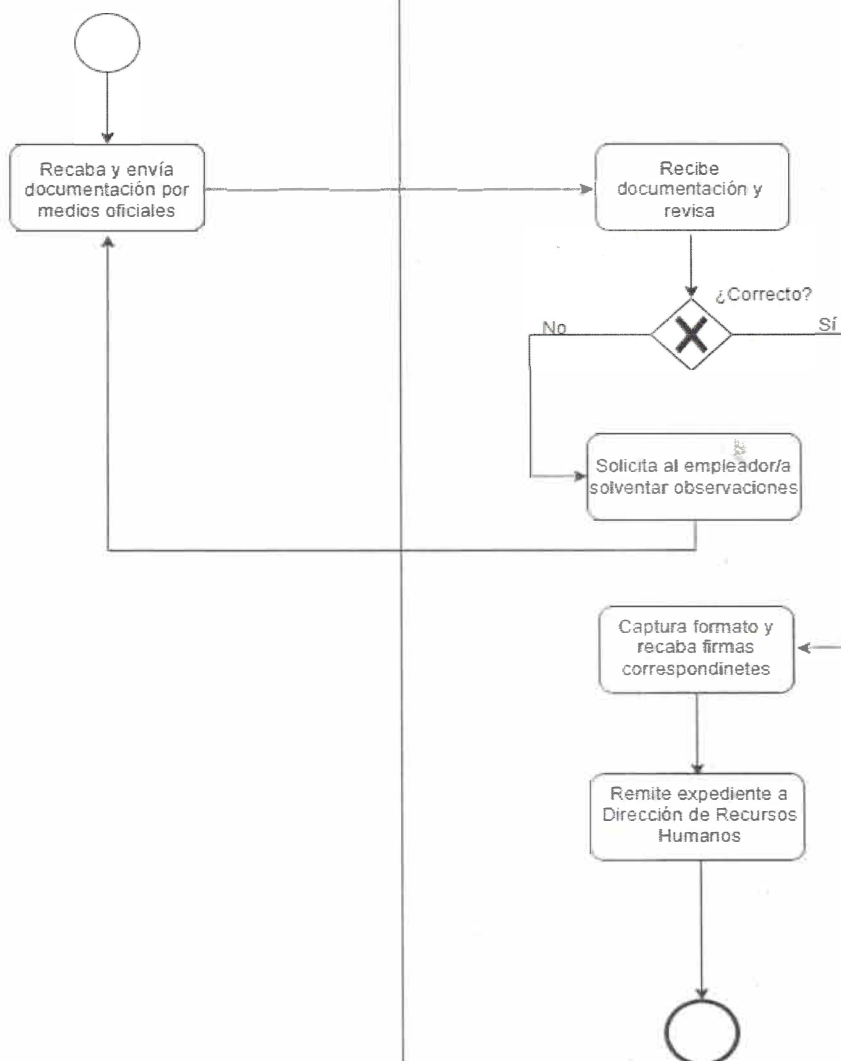 Recaba y envía
documentación por
medios oficiales
Recibe
documentación y
revisa
¿Correcto?
No
Sí
Solicita al empleador/a
solventar observaciones
Captura formato y
recaba firmas
correspondinetes
Remite expediente a
Dirección de Recursos
Humanos